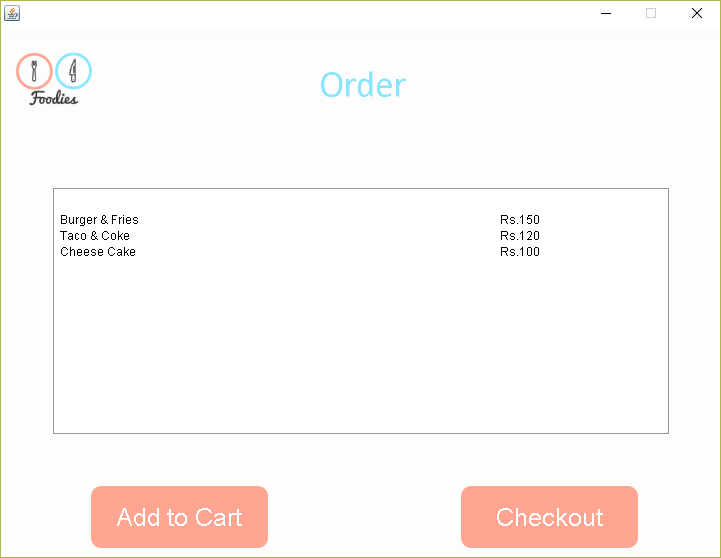 Foodies
Order
Burger & Fries Rs.150
Taco & Coke Rs.120
Cheese Cake Rs.100
Add to Cart Checkout